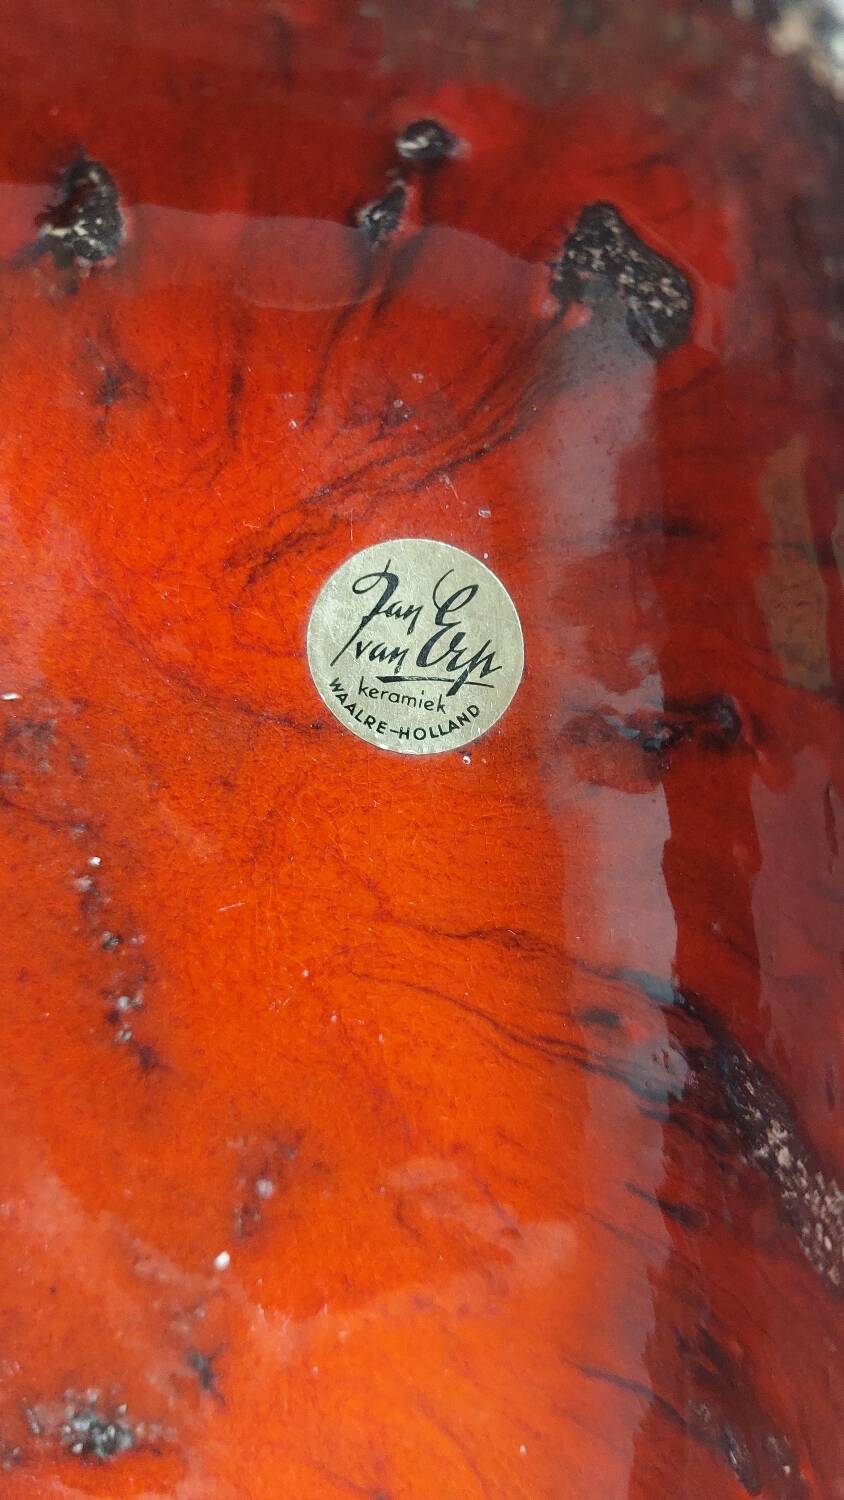 Jan
van Erp
keramiek
WAALRE-HOLLAND